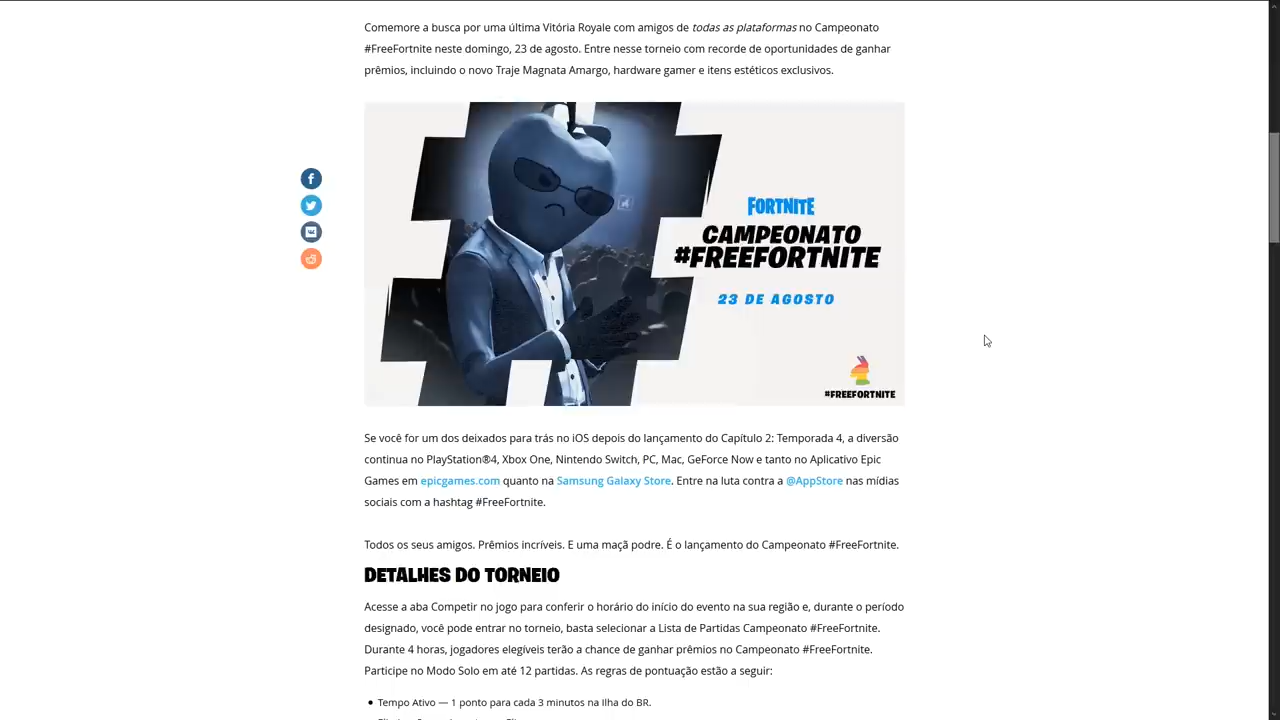 Comemore a busca por uma última Vitória Royale com amigos de todas as plataformas no Campeonato
#FreeFortnite neste domingo, 23 de agosto. Entre nesse torneio com recorde de oportunidades de ganhar
prêmios, incluindo o novo Traje Magnata Amargo, hardware gamer e itens estéticos exclusivos.
FORTNITE
CAMPEONATO
#FREEFORTNITE
23 DE AGOSTO
#FREEFORTNITE
Se você for um dos deixados para trás no iOS depois do lançamento do Capítulo 2: Temporada 4, a diversão
continua no PlayStation®4, Xbox One, Nintendo Switch, PC, Mac, GeForce Now e tanto no Aplicativo Epic
Games em epicgames.com quanto na Samsung Galaxy Store. Entre na luta contra a @AppStore nas mídias
sociais com a hashtag #FreeFortnite.
Todos os seus amigos. Prêmios incríveis. E uma maçã podre. É o lançamento do Campeonato #FreeFortnite.
DETALHES DO TORNEIO
Acesse a aba Competir no jogo para conferir o horário do início do evento na sua região e, durante o período
designado, você pode entrar no torneio, basta selecionar a Lista de Partidas Campeonato #FreeFortnite.
Durante 4 horas, jogadores elegíveis terão a chance de ganhar prêmios no Campeonato #FreeFortnite.
Participe no Modo Solo em até 12 partidas. As regras de pontuação estão a seguir:
• Tempo Ativo — 1 ponto para cada 3 minutos na Ilha do BR.